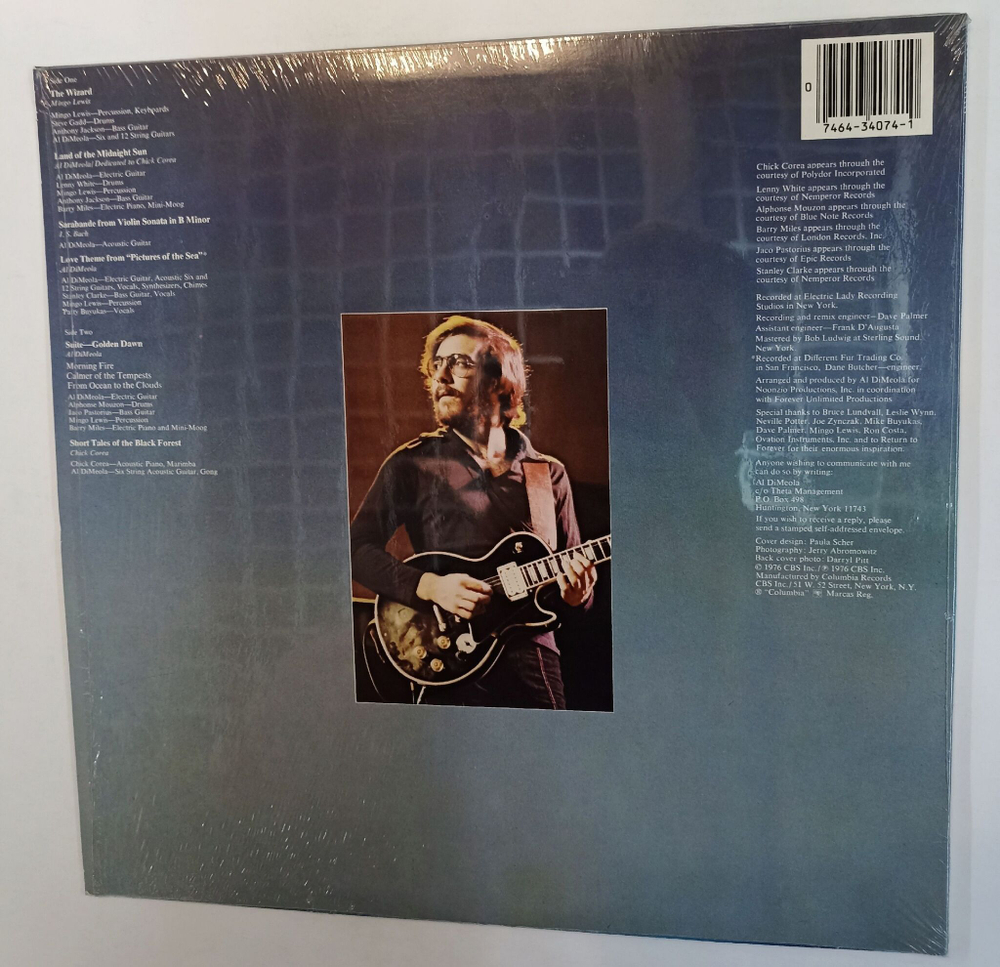 Side One
The Wizard
Mingo Lewis
Mingo Lewis—Percussion, Keyboards
Steve Gadd—Drums
Anthony Jackson—Bass Guitar
Al DiMeola—Six and 12 String Guitars
Land of the Midnight Sun
Al DiMeola/Dedicated to Chick Corea
Al DiMeola—Electric Guitar
Lenny White—Drums
Mingo Lewis—Percussion
Anthony Jackson—Bass Guitar
Barry Miles—Electric Piano, Mini-Moog
Sarabande from Violin Sonata in B Minor
J. S. Bach
Al DiMeola—Acoustic Guitar
Love Theme from "Pictures of the Sea"*
Al DiMeola
Al DiMeola—Electric Guitar, Acoustic Six and
12 String Guitars, Vocals, Synthesizers, Chimes
Stanley Clarke—Bass Guitar, Vocals
Mingo Lewis—Percussion
Patty Buyukas—Vocals
Side Two
Suite—Golden Dawn
Al DiMeola
Morning Fire
Calmer of the Tempests
From Ocean to the Clouds
Al DiMeola—Electric Guitar
Alphonse Mouzon—Drums
Jaco Pastorius—Bass Guitar
Mingo Lewis—Percussion
Barry Miles—Electric Piano and Mini-Moog
Short Tales of the Black Forest
Chick Corea
Chick Corea—Acoustic Piano, Marimba
Al DiMeola—Six String Acoustic Guitar, Gong
0
7464-34074-1
Chick Corea appears through the
courtesy of Polydor Incorporated
Lenny White appears through the
courtesy of Nemperor Records
Alphonse Mouzon appears through the
courtesy of Blue Note Records
Barry Miles appears through the
courtesy of London Records, Inc.
Jaco Pastorius appears through the
courtesy of Epic Records
Stanley Clarke appears through the
courtesy of Nemperor Records
Recorded at Electric Lady Recording
Studios in New York.
Recording and remix engineer—Dave Palmer
Assistant engineer—Frank D'Augusta
Mastered by Bob Ludwig at Sterling Sound,
New York.
*Recorded at Different Fur Trading Co.
in San Francisco, Dane Butcher—engineer.
Arranged and produced by Al DiMeola for
Noonzio Productions, Inc. in coordination
with Forever Unlimited Productions
Special thanks to Bruce Lundvall, Leslie Wynn,
Neville Potter, Joe Zynczak, Mike Buyukas,
Dave Palmer, Mingo Lewis, Ron Costa,
Ovation Instruments, Inc. and to Return to
Forever for their enormous inspiration.
Anyone wishing to communicate with me
can do so by writing:
Al DiMeola
c/o Theta Management
P.O. Box 498
Huntington, New York 11743
If you wish to receive a reply, please
send a stamped self-addressed envelope.
Cover design: Paula Scher
Photography: Jerry Abromowitz
Back cover photo: Darryl Pitt
© 1976 CBS Inc./℗ 1976 CBS Inc.
Manufactured by Columbia Records
CBS Inc./51 W. 52 Street, New York, N.Y.
® "Columbia" Marcas Reg.